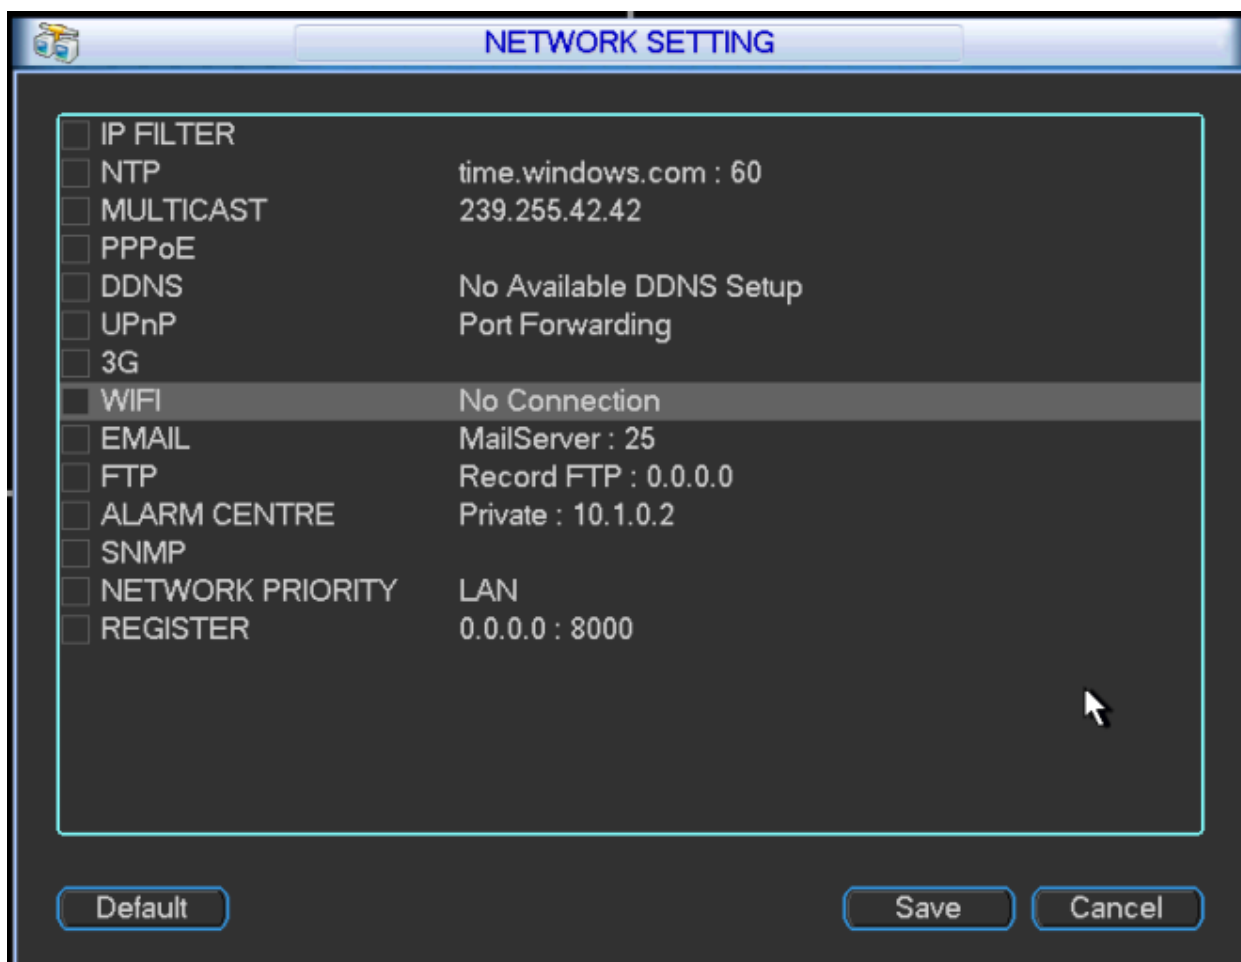 NETWORK SETTING
IP FILTER
NTP time.windows.com : 60
MULTICAST 239.255.42.42
PPPoE
DDNS No Available DDNS Setup
UPnP Port Forwarding
3G
WIFI No Connection
EMAIL MailServer : 25
FTP Record FTP : 0.0.0.0
ALARM CENTRE Private : 10.1.0.2
SNMP
NETWORK PRIORITY LAN
REGISTER 0.0.0.0 : 8000
Default Save Cancel